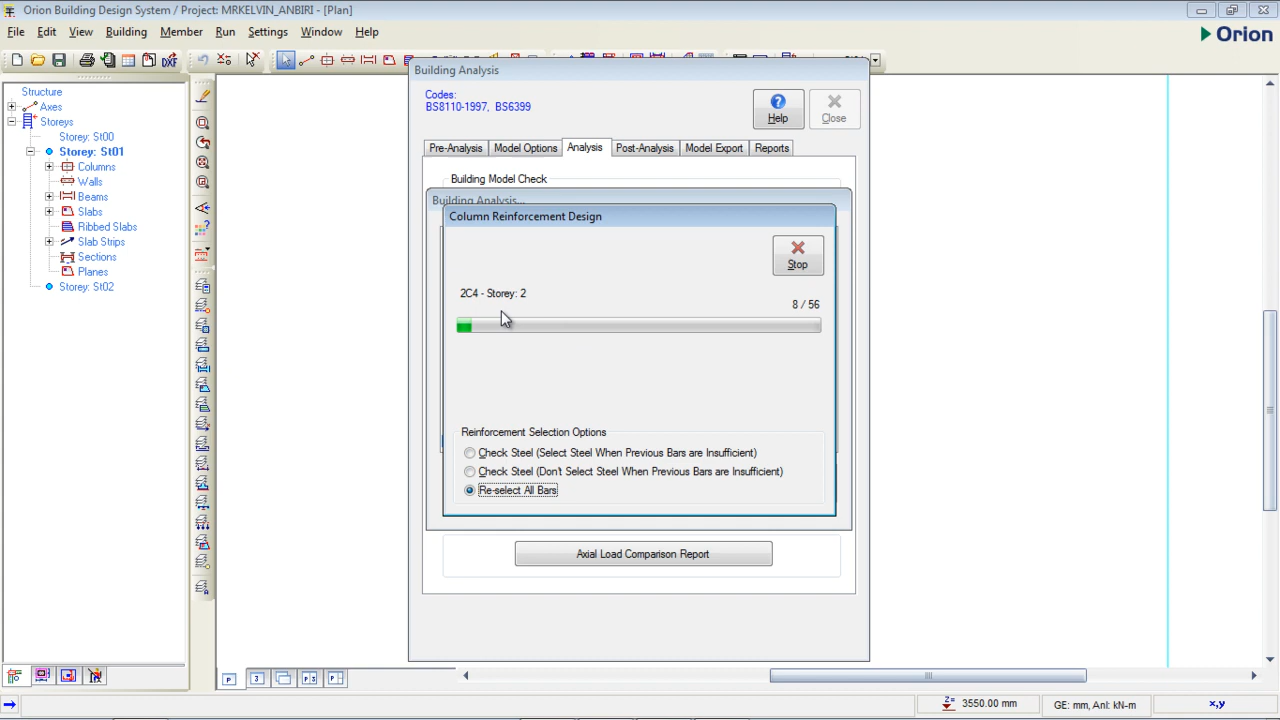 Orion Building Design System / Project: MRKELVIN_ANBIRI - [Plan]
File Edit View Building Member Run Settings Window Help
Orion
DXF
Structure
Axes
Storeys
Storey: St00
Storey: St01
Columns
Walls
Beams
Slabs
Ribbed Slabs
Slab Strips
Sections
Planes
Storey: St02
Building Analysis
Codes:
BS8110-1997, BS6399
Help
Close
Pre-Analysis Model Options Analysis Post-Analysis Model Export Reports
Building Model Check
Building Analysis...
Column Reinforcement Design
Stop
2C4 - Storey: 2
8 / 56
Reinforcement Selection Options
Check Steel (Select Steel When Previous Bars are Insufficient)
Check Steel (Don't Select Steel When Previous Bars are Insufficient)
Re-select All Bars
Axial Load Comparison Report
Z= 3550.00 mm
GE: mm, Anl: kN-m
x,y